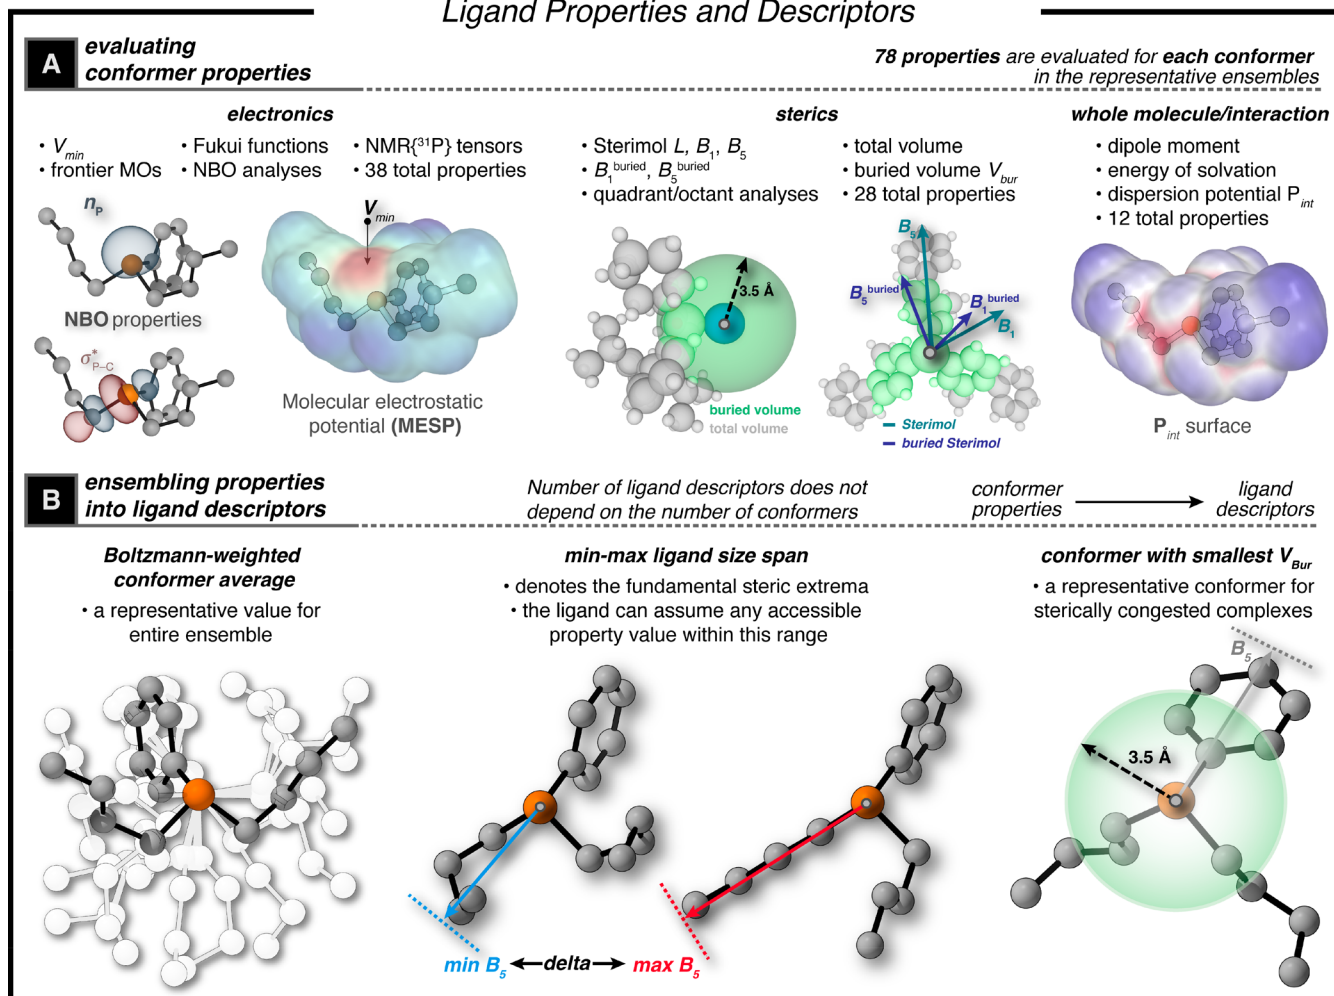 Ligand Properties and Descriptors
A
evaluating
conformer properties
78 properties are evaluated for each conformer
in the representative ensembles
electronics
• Vmin
• frontier MOs
• Fukui functions
• NBO analyses
• NMR{³¹P} tensors
• 38 total properties
nP
NBO properties
σ*P–C
Vmin
Molecular electrostatic
potential (MESP)
sterics
• Sterimol L, B1, B5
• B1buried, B5buried
• quadrant/octant analyses
• total volume
• buried volume Vbur
• 28 total properties
3.5 Å
buried volume
total volume
B5
B5buried
B1buried
B1
Sterimol
buried Sterimol
whole molecule/interaction
• dipole moment
• energy of solvation
• dispersion potential Pint
• 12 total properties
Pint surface
B
ensembling properties
into ligand descriptors
Number of ligand descriptors does not
depend on the number of conformers
conformer
properties
ligand
descriptors
Boltzmann-weighted
conformer average
• a representative value for
entire ensemble
min-max ligand size span
• denotes the fundamental steric extrema
• the ligand can assume any accessible
property value within this range
min B5
delta
max B5
conformer with smallest VBur
• a representative conformer for
sterically congested complexes
B5
3.5 Å